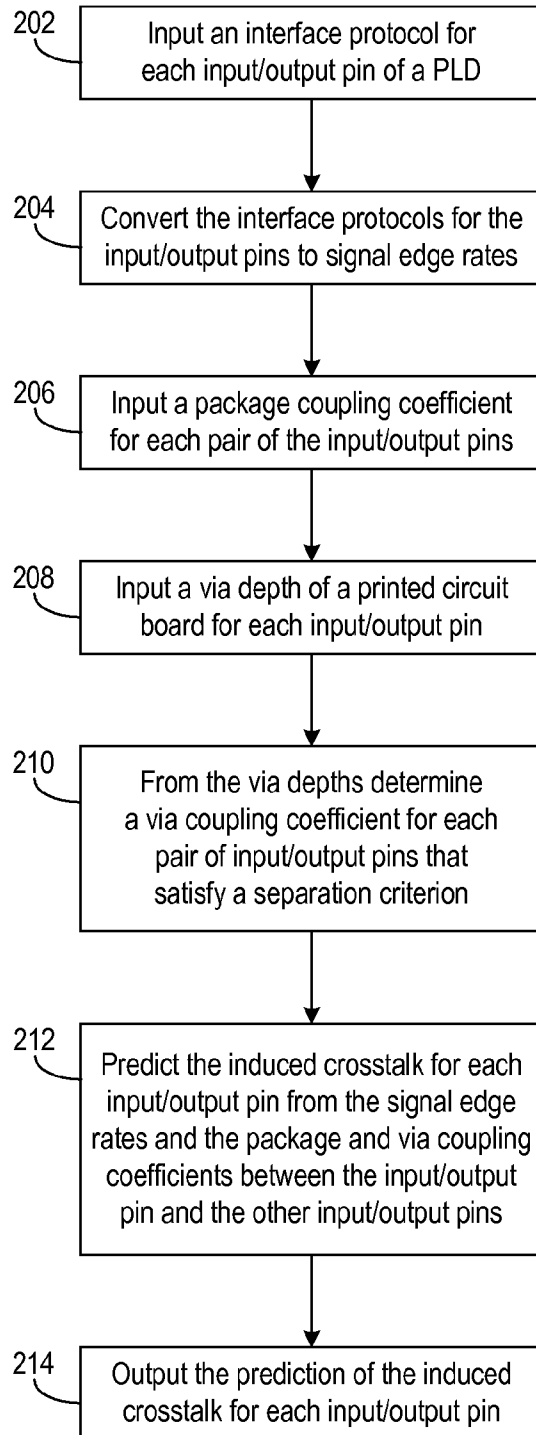 202
Input an interface protocol for
each input/output pin of a PLD
204
Convert the interface protocols for the
input/output pins to signal edge rates
206
Input a package coupling coefficient
for each pair of the input/output pins
208
Input a via depth of a printed circuit
board for each input/output pin
210
From the via depths determine
a via coupling coefficient for each
pair of input/output pins that
satisfy a separation criterion
212
Predict the induced crosstalk for each
input/output pin from the signal edge
rates and the package and via coupling
coefficients between the input/output
pin and the other input/output pins
214
Output the prediction of the induced
crosstalk for each input/output pin